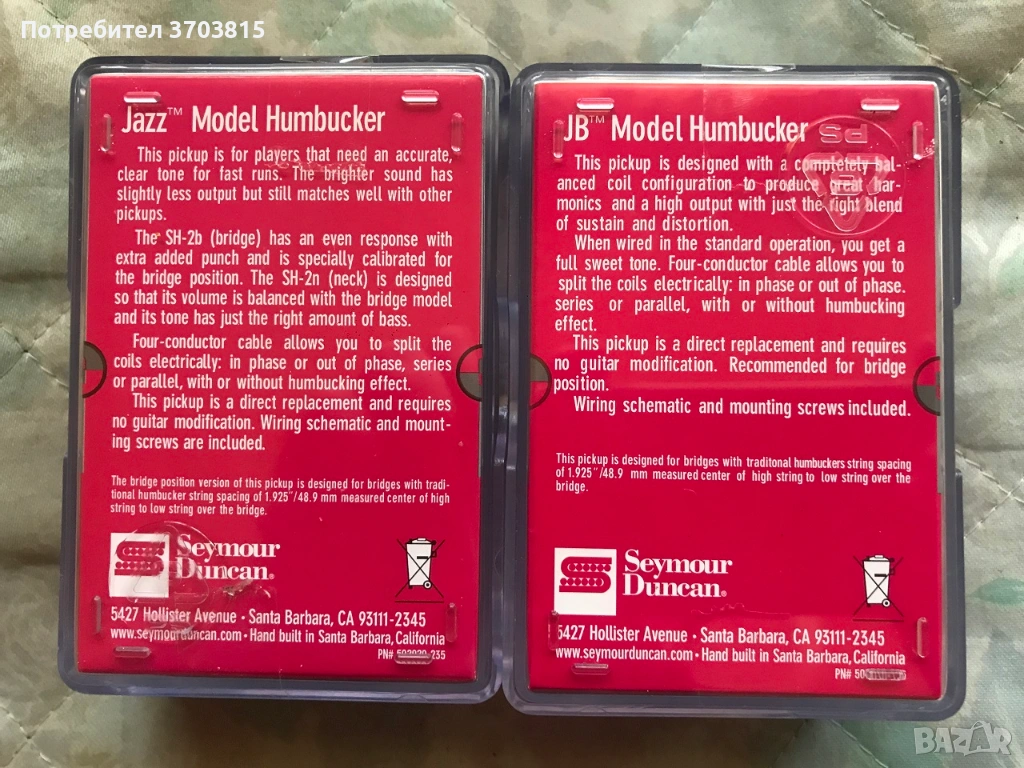 Потребител 3703815
Jazz™ Model Humbucker
This pickup is for players that need an accurate,
clear tone for fast runs. The brighter sound has
slightly less output but still matches well with other
pickups.
The SH-2b (bridge) has an even response with
extra added punch and is specially calibrated for
the bridge position. The SH-2n (neck) is designed
so that its volume is balanced with the bridge model
and its tone has just the right amount of bass.
Four-conductor cable allows you to split the
coils electrically: in phase or out of phase, series
or parallel, with or without humbucking effect.
This pickup is a direct replacement and requires
no guitar modification. Wiring schematic and mount-
ing screws are included.
The bridge position version of this pickup is designed for bridges with tradi-
tional humbucker string spacing of 1.925"/48.9 mm measured center of high
string to low string over the bridge.
Seymour
Duncan®
5427 Hollister Avenue • Santa Barbara, CA 93111-2345
www.seymourduncan.com • Hand built in Santa Barbara, California
PN# 502020-235
JB™ Model Humbucker
This pickup is designed with a completely bal-
anced coil configuration to produce great har-
monics and a high output with just the right blend
of sustain and distortion.
When wired in the standard operation, you get a
full sweet tone. Four-conductor cable allows you to
split the coils electrically: in phase or out of phase.
series or parallel, with or without humbucking
effect.
This pickup is a direct replacement and requires
no guitar modification. Recommended for bridge
position.
Wiring schematic and mounting screws included.
This pickup is designed for bridges with traditonal humbuckers string spacing
of 1.925"/48.9 mm measured center of high string to low string over the
bridge.
PS
Seymour
Duncan®
5427 Hollister Avenue • Santa Barbara, CA 93111-2345
www.seymourduncan.com • Hand built in Santa Barbara, California
PN#
BAZAR